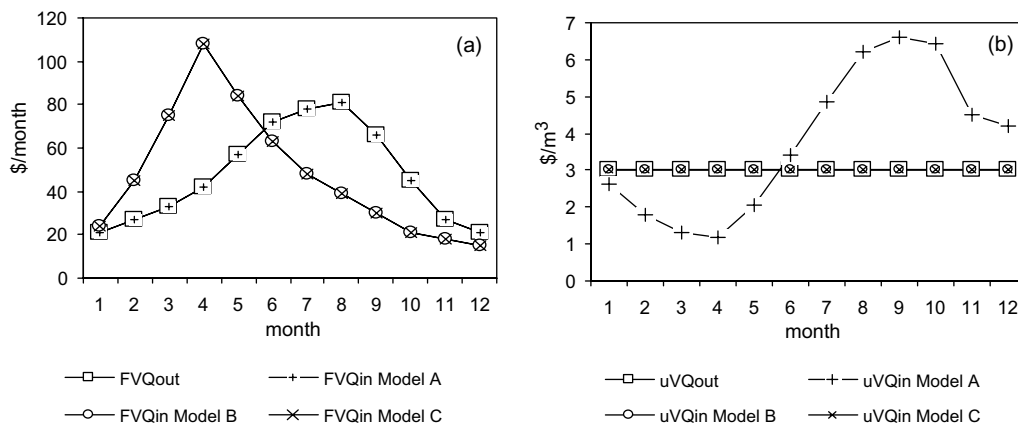 120
100
80
60
40
20
0
$/month
(a)
1 2 3 4 5 6 7 8 9 10 11 12
month
FVQout
FVQin Model A
FVQin Model B
FVQin Model C
7
6
5
4
3
2
1
0
$/m³
(b)
1 2 3 4 5 6 7 8 9 10 11 12
month
uVQout
uVQin Model A
uVQin Model B
uVQin Model C